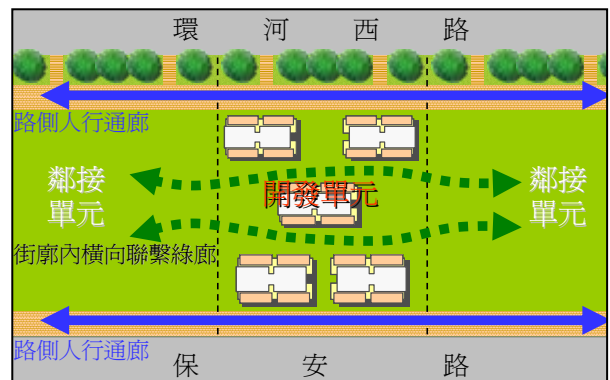 環河西路
路側人行通廊
鄰接
單元
開發單元
鄰接
單元
街廓內橫向聯繫綠廊
路側人行通廊
保安路